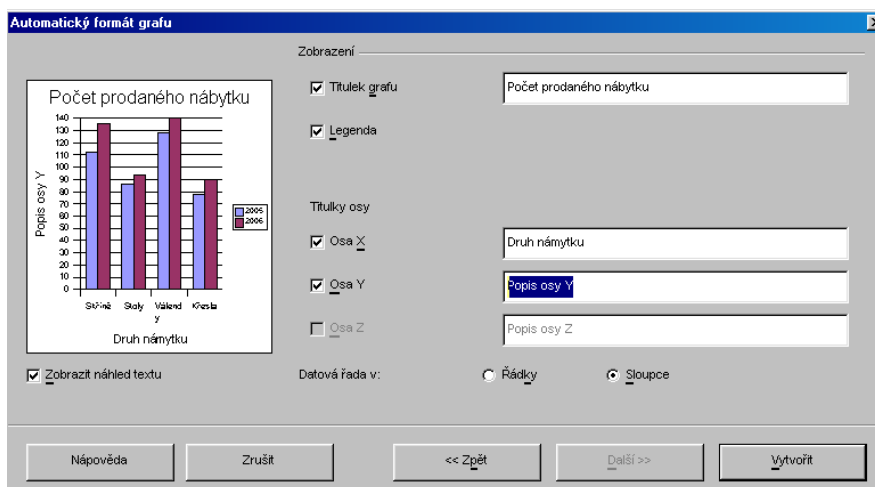 Automatický formát grafu
Zobrazení
Titulek grafu
Počet prodaného nábytku
Legenda
Titulky osy
Osa X
Druh námytku
Osa Y
Popis osy Y
Osa Z
Popis osy Z
Datová řada v:
Řádky
Sloupce
Počet prodaného nábytku
140
130
120
110
100
90
80
70
60
50
40
30
20
10
0
Popis osy Y
Skříně Stoly Válend Křesla
y
Druh námytku
2005
2006
Zobrazit náhled textu
Nápověda
Zrušit
<< Zpět
Další >>
Vytvořit